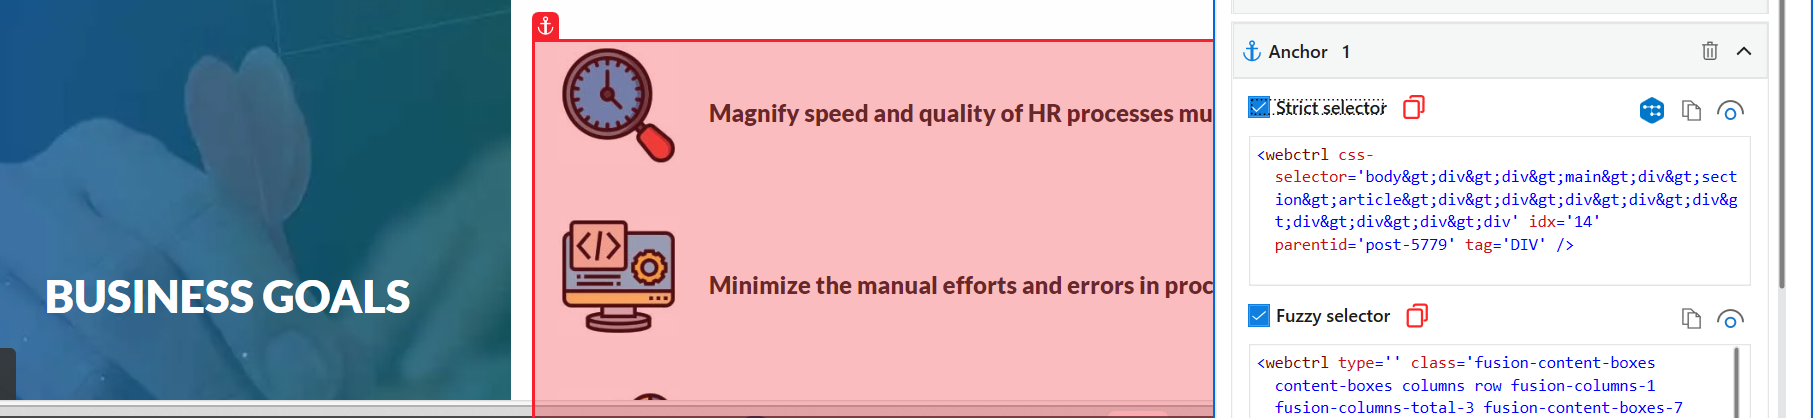 BUSINESS GOALS
Magnify speed and quality of HR processes mu
</>
Minimize the manual efforts and errors in proc
Anchor 1
Strict selector
<webctrl css-
selector='body&gt;div&gt;div&gt;main&gt;div&gt;sect
ion&gt;article&gt;div&gt;div&gt;div&gt;div&gt;div&g
t;div&gt;div&gt;div&gt;div' idx='14'
parentid='post-5779' tag='DIV' />
Fuzzy selector
<webctrl type='' class='fusion-content-boxes
content-boxes columns row fusion-columns-1
fusion-columns-total-3 fusion-content-boxes-7